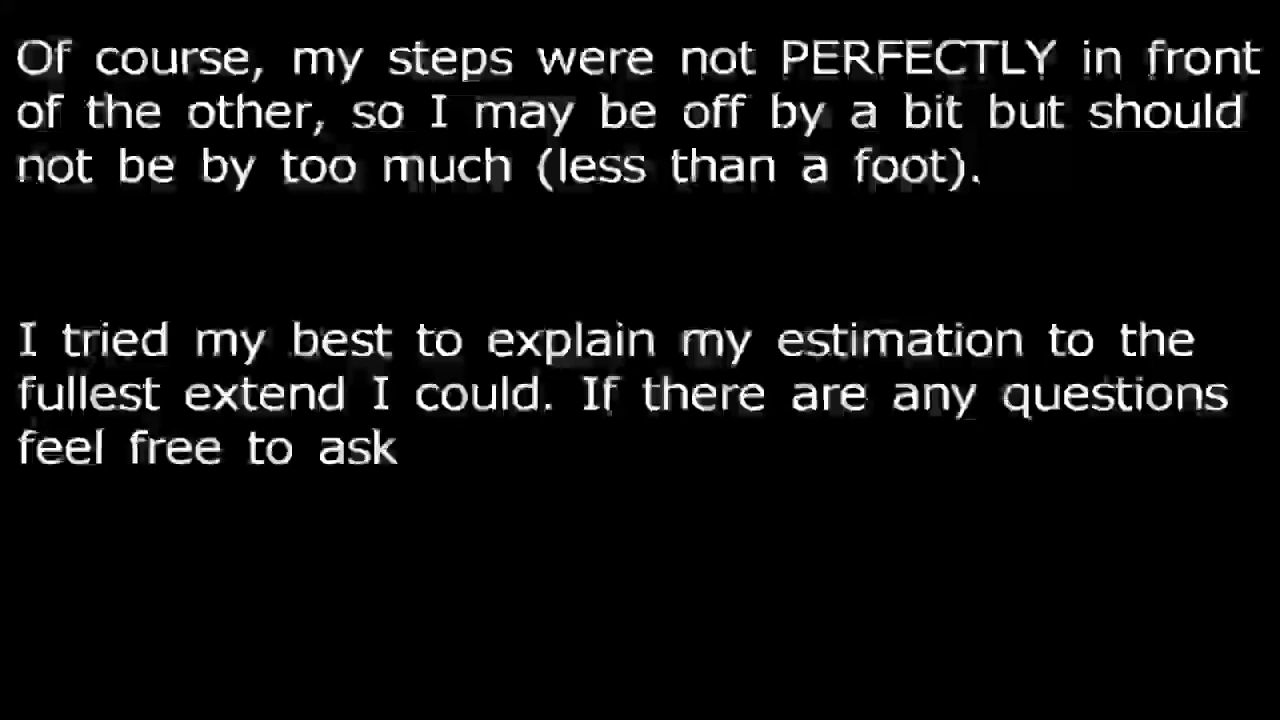 Of course, my steps were not PERFECTLY in front
of the other, so I may be off by a bit but should
not be by too much (less than a foot).
I tried my best to explain my estimation to the
fullest extend I could. If there are any questions
feel free to ask